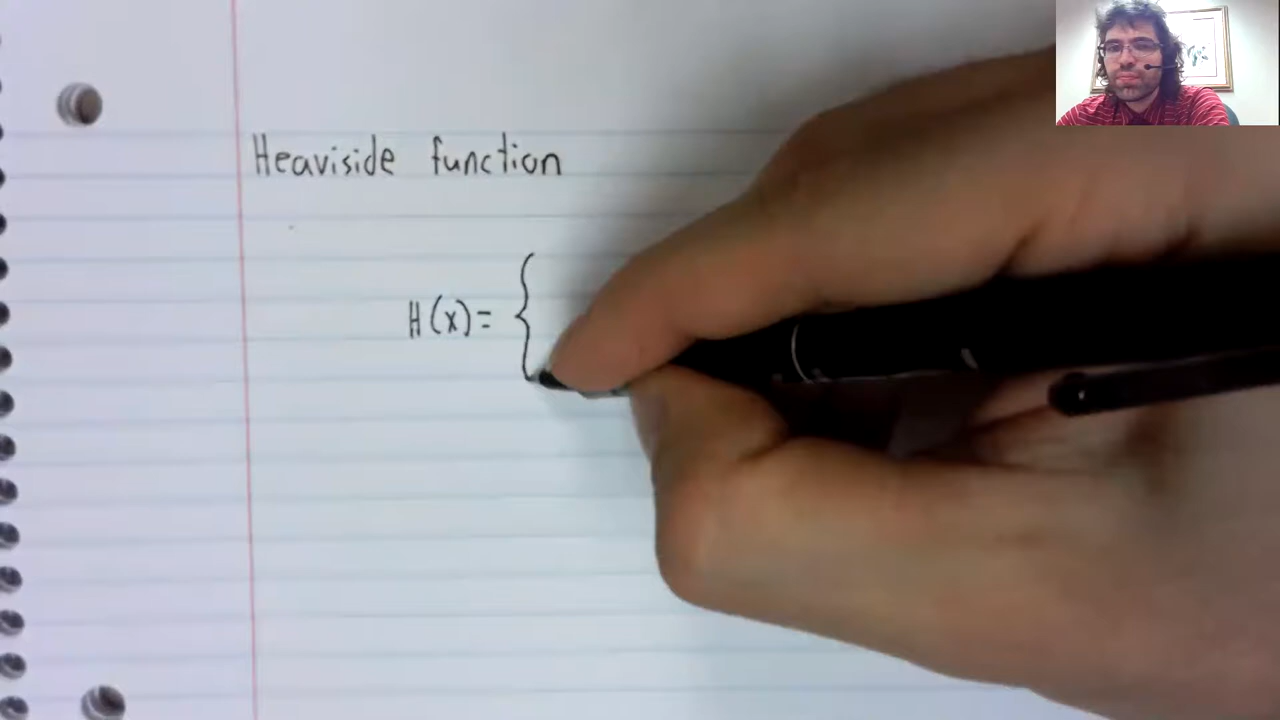 Heaviside function
H(x)= {